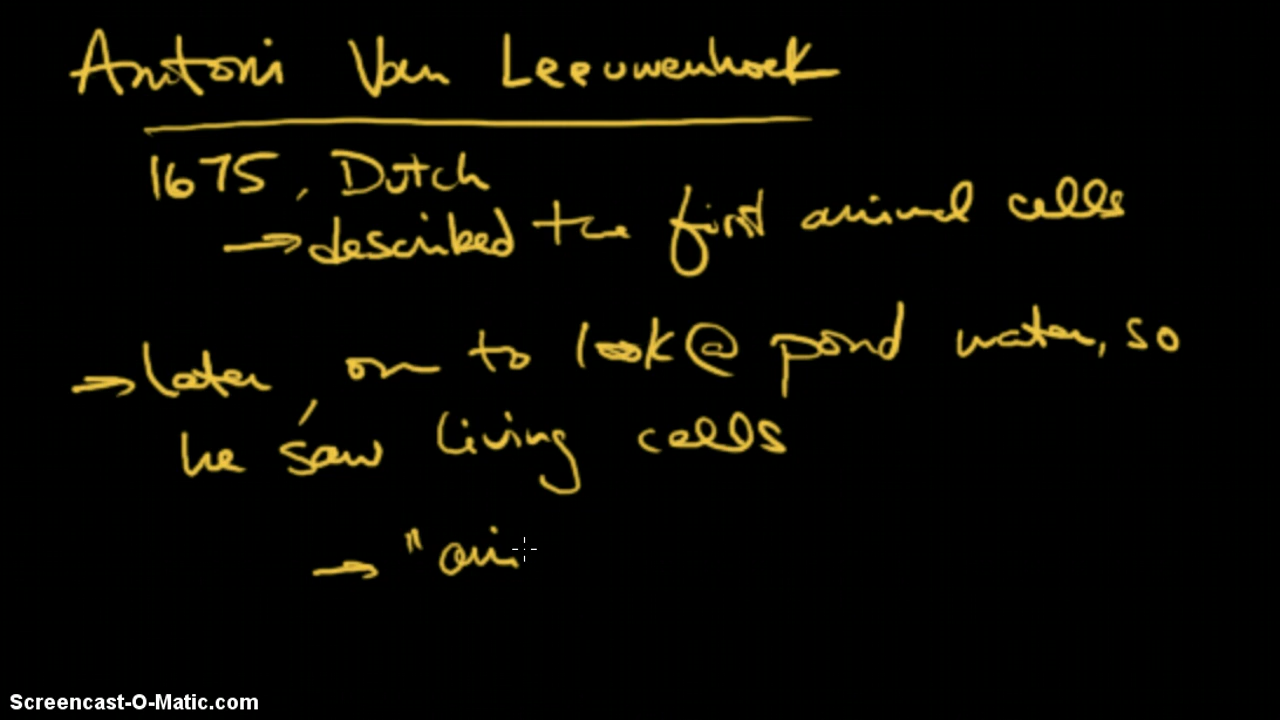 Antoni Van Leeuwenhoek
1675, Dutch
→ described the first animal cells
→ later on to look @ pond water, so
he saw living cells
→ "ani
Screencast-O-Matic.com